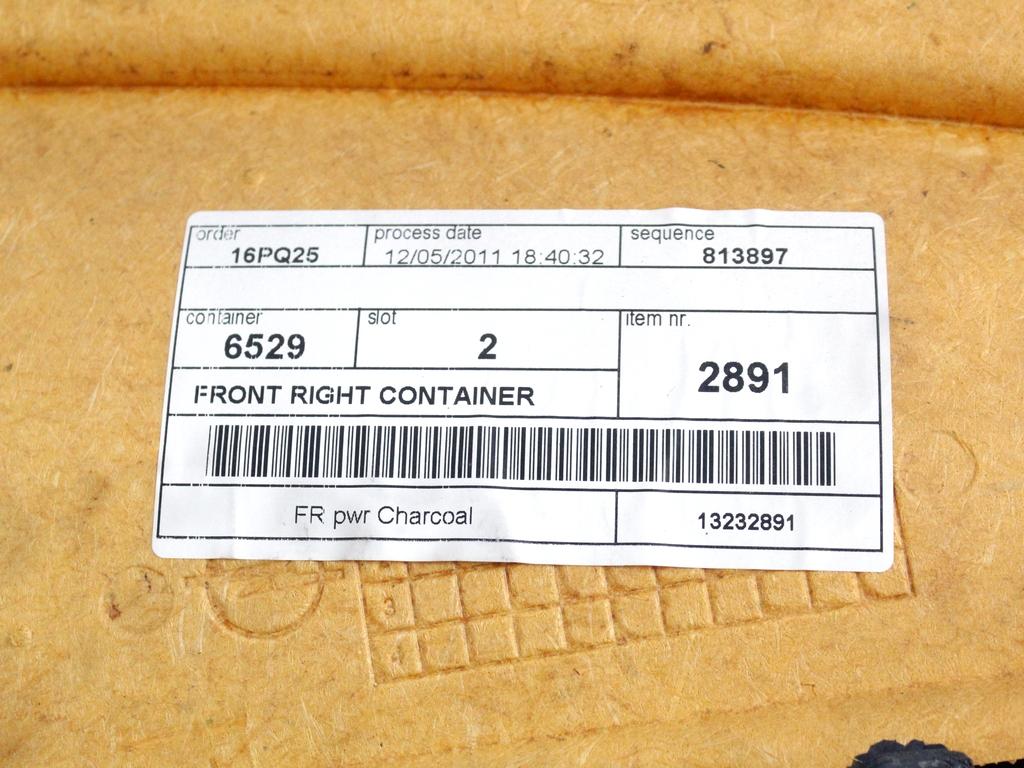 order process date sequence
16PQ25 12/05/2011 18:40:32 813897
container slot item nr.
6529 2 2891
FRONT RIGHT CONTAINER
FR pwr Charcoal 13232891
3